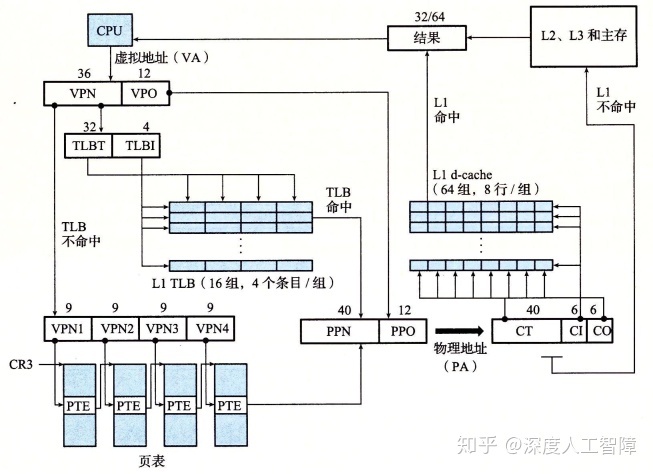 32/64
CPU
结果
L2、L3 和主存
虚拟地址（VA）
36
12
VPN
VPO
L1
命中
L1
不命中
32
4
TLBT
TLBI
TLB
命中
L1 d-cache
（64 组，8 行/组）
TLB
不命中
...
...
L1 TLB（16 组，4 个条目/组）
9
9
9
9
40
12
40
6
6
VPN1
VPN2
VPN3
VPN4
PPN
PPO
CT
CI
CO
物理地址
（PA）
CR3
PTE
PTE
PTE
PTE
页表
知乎 @深度人工智障